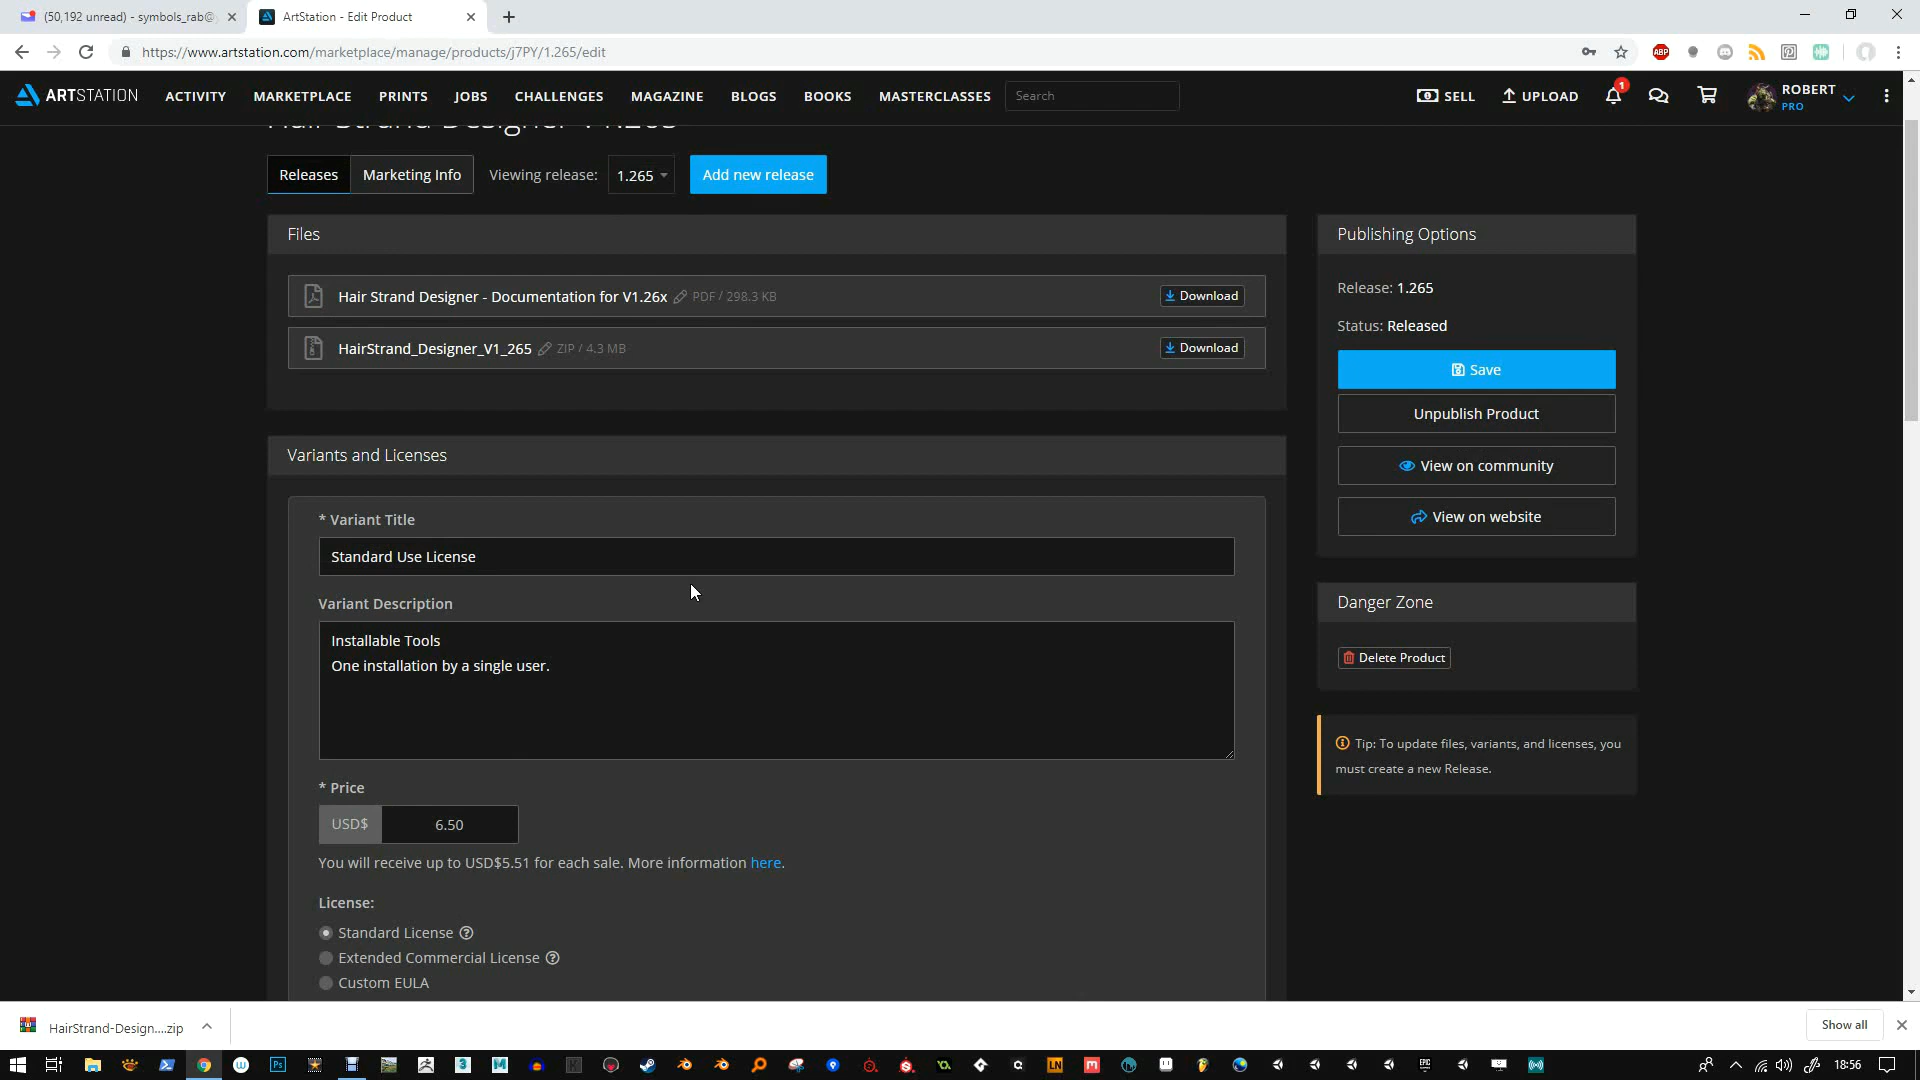 (50,192 unread) - symbols_rab@
ArtStation - Edit Product
https://www.artstation.com/marketplace/manage/products/j7PY/1.265/edit
ABP
ARTSTATION
ACTIVITY
MARKETPLACE
PRINTS
JOBS
CHALLENGES
MAGAZINE
BLOGS
BOOKS
MASTERCLASSES
Search
SELL
UPLOAD
1
ROBERT
PRO
Hair Strand Designer V1.265
Releases
Marketing Info
Viewing release:
1.265
Add new release
Files
Hair Strand Designer - Documentation for V1.26x PDF / 298.3 KB
Download
HairStrand_Designer_V1_265 ZIP / 4.3 MB
Download
Variants and Licenses
* Variant Title
Standard Use License
Variant Description
Installable Tools
One installation by a single user.
* Price
USD$ 6.50
You will receive up to USD$5.51 for each sale. More information here.
License:
Standard License
Extended Commercial License
Custom EULA
Publishing Options
Release: 1.265
Status: Released
Save
Unpublish Product
View on community
View on website
Danger Zone
Delete Product
Tip: To update files, variants, and licenses, you
must create a new Release.
HairStrand-Design....zip
Show all
18:56